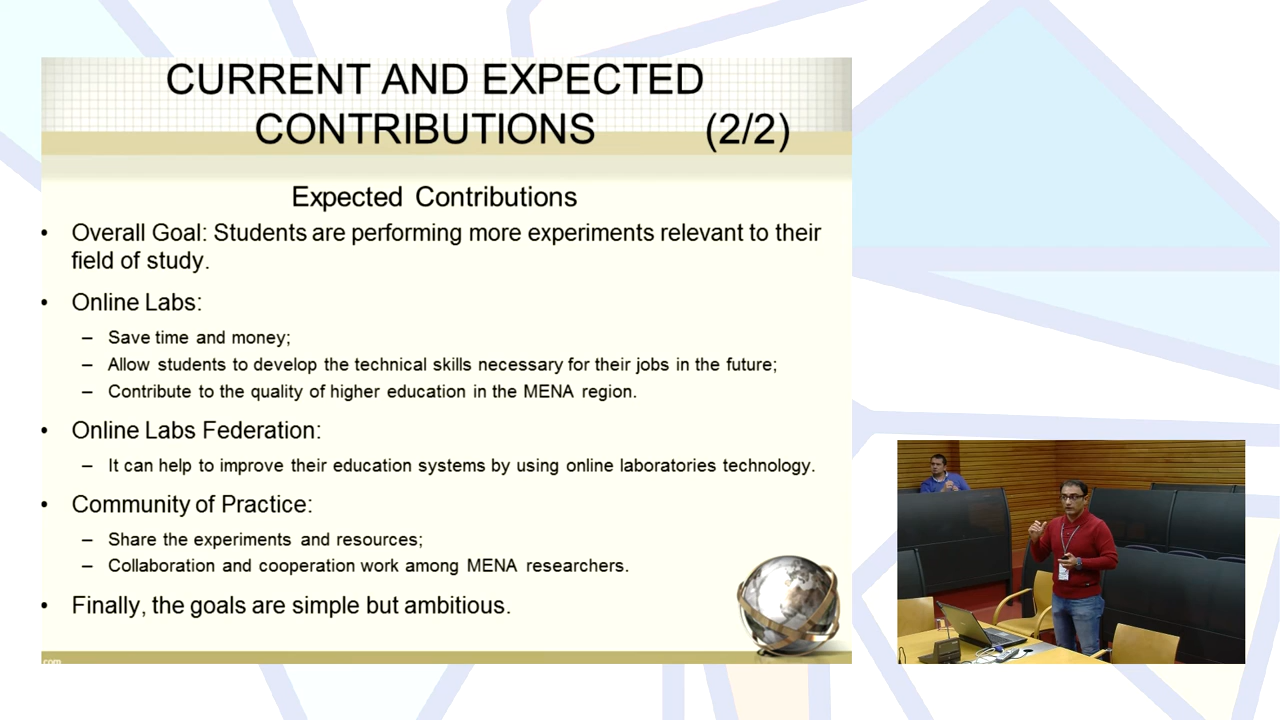 CURRENT AND EXPECTED
CONTRIBUTIONS (2/2)
Expected Contributions
• Overall Goal: Students are performing more experiments relevant to their
field of study.
• Online Labs:
– Save time and money;
– Allow students to develop the technical skills necessary for their jobs in the future;
– Contribute to the quality of higher education in the MENA region.
• Online Labs Federation:
– It can help to improve their education systems by using online laboratories technology.
• Community of Practice:
– Share the experiments and resources;
– Collaboration and cooperation work among MENA researchers.
• Finally, the goals are simple but ambitious.
.com